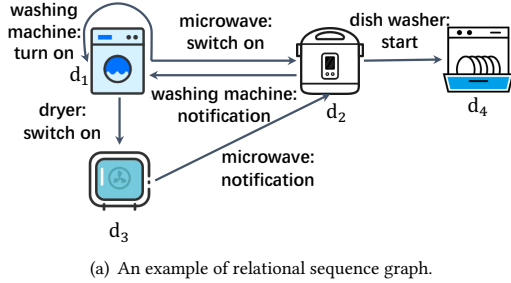 washing
machine:
turn on
d₁
microwave:
switch on
dish washer:
start
washing machine:
notification
d₂
d₄
dryer:
switch on
microwave:
notification
d₃
(a) An example of relational sequence graph.